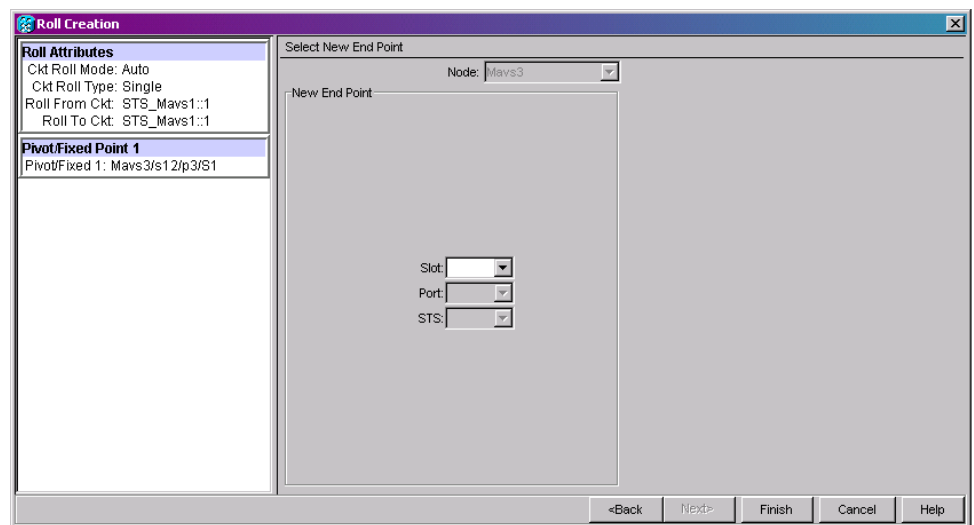 Roll Creation
Roll Attributes
Ckt Roll Mode: Auto
Ckt Roll Type: Single
Roll From Ckt: STS_Mavs1::1
Roll To Ckt: STS_Mavs1::1
Pivot/Fixed Point 1
Pivot/Fixed 1: Mavs3/s12/p3/S1
Select New End Point
Node: Mavs3
New End Point
Slot:
Port:
STS:
<Back Next> Finish Cancel Help